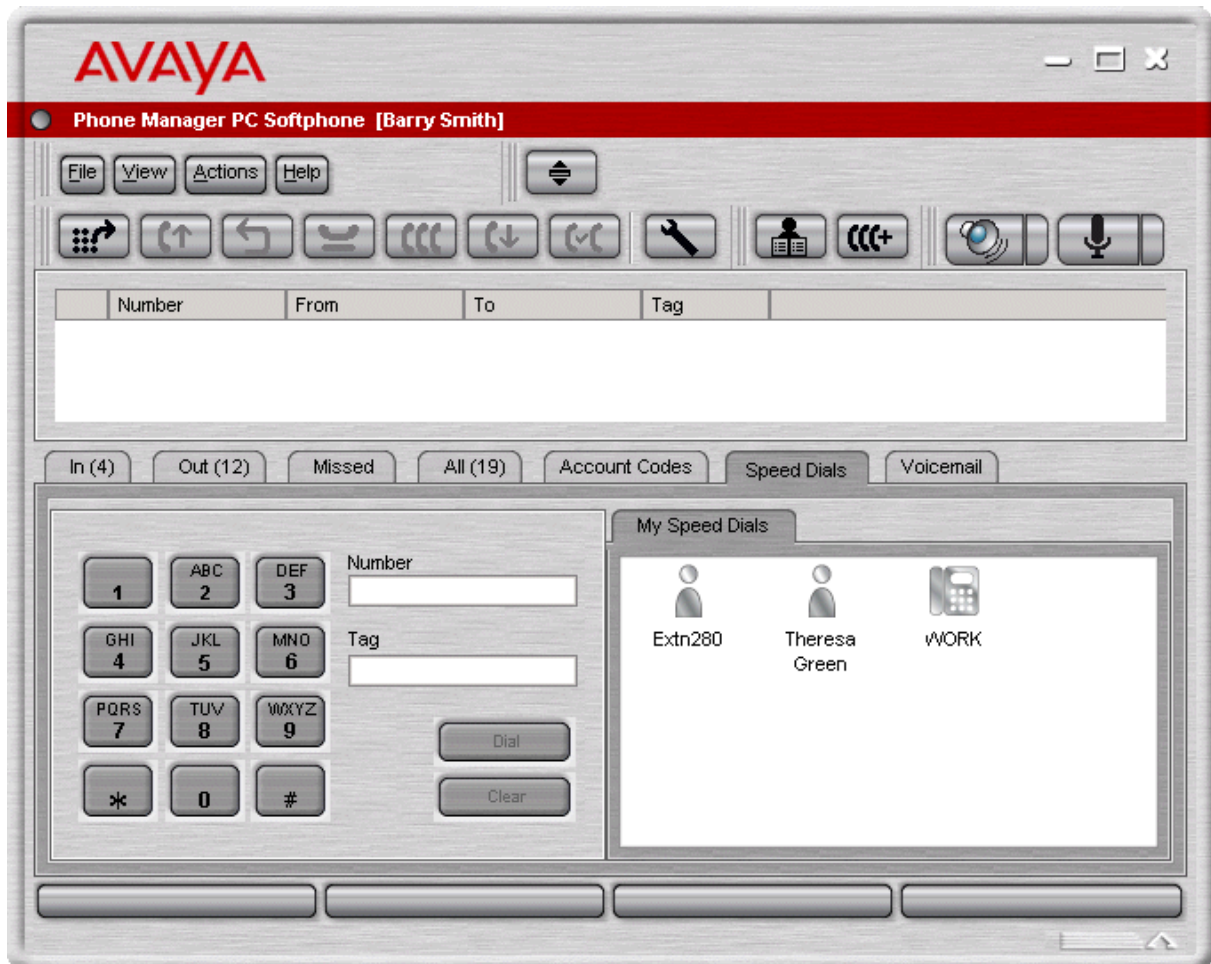 AVAYA
Phone Manager PC Softphone [Barry Smith]
File View Actions Help
Number From To Tag
In (4) Out (12) Missed All (19) Account Codes Speed Dials Voicemail
My Speed Dials
1 ABC 2 DEF 3
Number
GHI 4 JKL 5 MNO 6
Tag
PQRS 7 TUV 8 WXYZ 9
Dial
* 0 #
Clear
Extn280
Theresa
Green
WORK